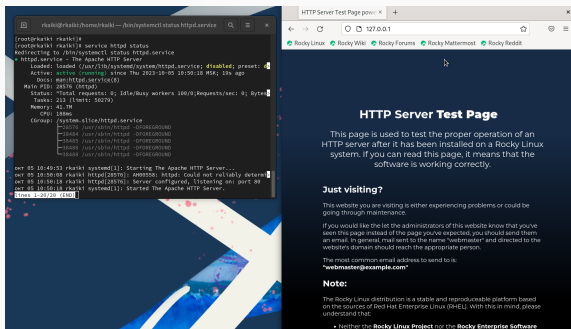 rkaiki@rkaiki:/home/rkaiki — /bin/systemctl status httpd.service
[root@rkaiki rkaiki]#
[root@rkaiki rkaiki]# service httpd status
Redirecting to /bin/systemctl status httpd.service
● httpd.service - The Apache HTTP Server
Loaded: loaded (/usr/lib/systemd/system/httpd.service; disabled; preset: d>
Active: active (running) since Thu 2023-10-05 10:50:18 MSK; 19s ago
Docs: man:httpd.service(8)
Main PID: 28576 (httpd)
Status: "Total requests: 0; Idle/Busy workers 100/0;Requests/sec: 0; Bytes>
Tasks: 213 (limit: 50279)
Memory: 41.7M
CPU: 188ms
CGroup: /system.slice/httpd.service
├─28576 /usr/sbin/httpd -DFOREGROUND
/usr/sbin/httpd -DFOREGROUND
/usr/sbin/httpd -DFOREGROUND
/usr/sbin/httpd -DFOREGROUND
/usr/sbin/httpd -DFOREGROUND
окт 05 10:49:53 rkaiki systemd[1]: Starting The Apache HTTP Server...
окт 05 10:50:08 rkaiki httpd[28576]: AH00558: httpd: Could not reliably determi>
окт 05 10:50:18 rkaiki httpd[28576]: Server configured, listening on: port 80
окт 05 10:50:18 rkaiki systemd[1]: Started The Apache HTTP Server.
lines 1-20/20 (END)
HTTP Server Test Page powe
127.0.0.1
Rocky Linux Rocky Wiki Rocky Forums Rocky Mattermost Rocky Reddit
HTTP Server Test Page
This page is used to test the proper operation of an
HTTP server after it has been installed on a Rocky Linux
system. If you can read this page, it means that the
software is working correctly.
Just visiting?
This website you are visiting is either experiencing problems or could be
going through maintenance.
If you would like the let the administrators of this website know that you've
seen this page instead of the page you've expected, you should send them
an email. In general, mail sent to the name "webmaster" and directed to the
website's domain should reach the appropriate person.
The most common email address to send to is:
"webmaster@example.com"
Note:
The Rocky Linux distribution is a stable and reproduceable platform based
on the sources of Red Hat Enterprise Linux (RHEL). With this in mind, please
understand that:
• Neither the Rocky Linux Project nor the Rocky Enterprise Software